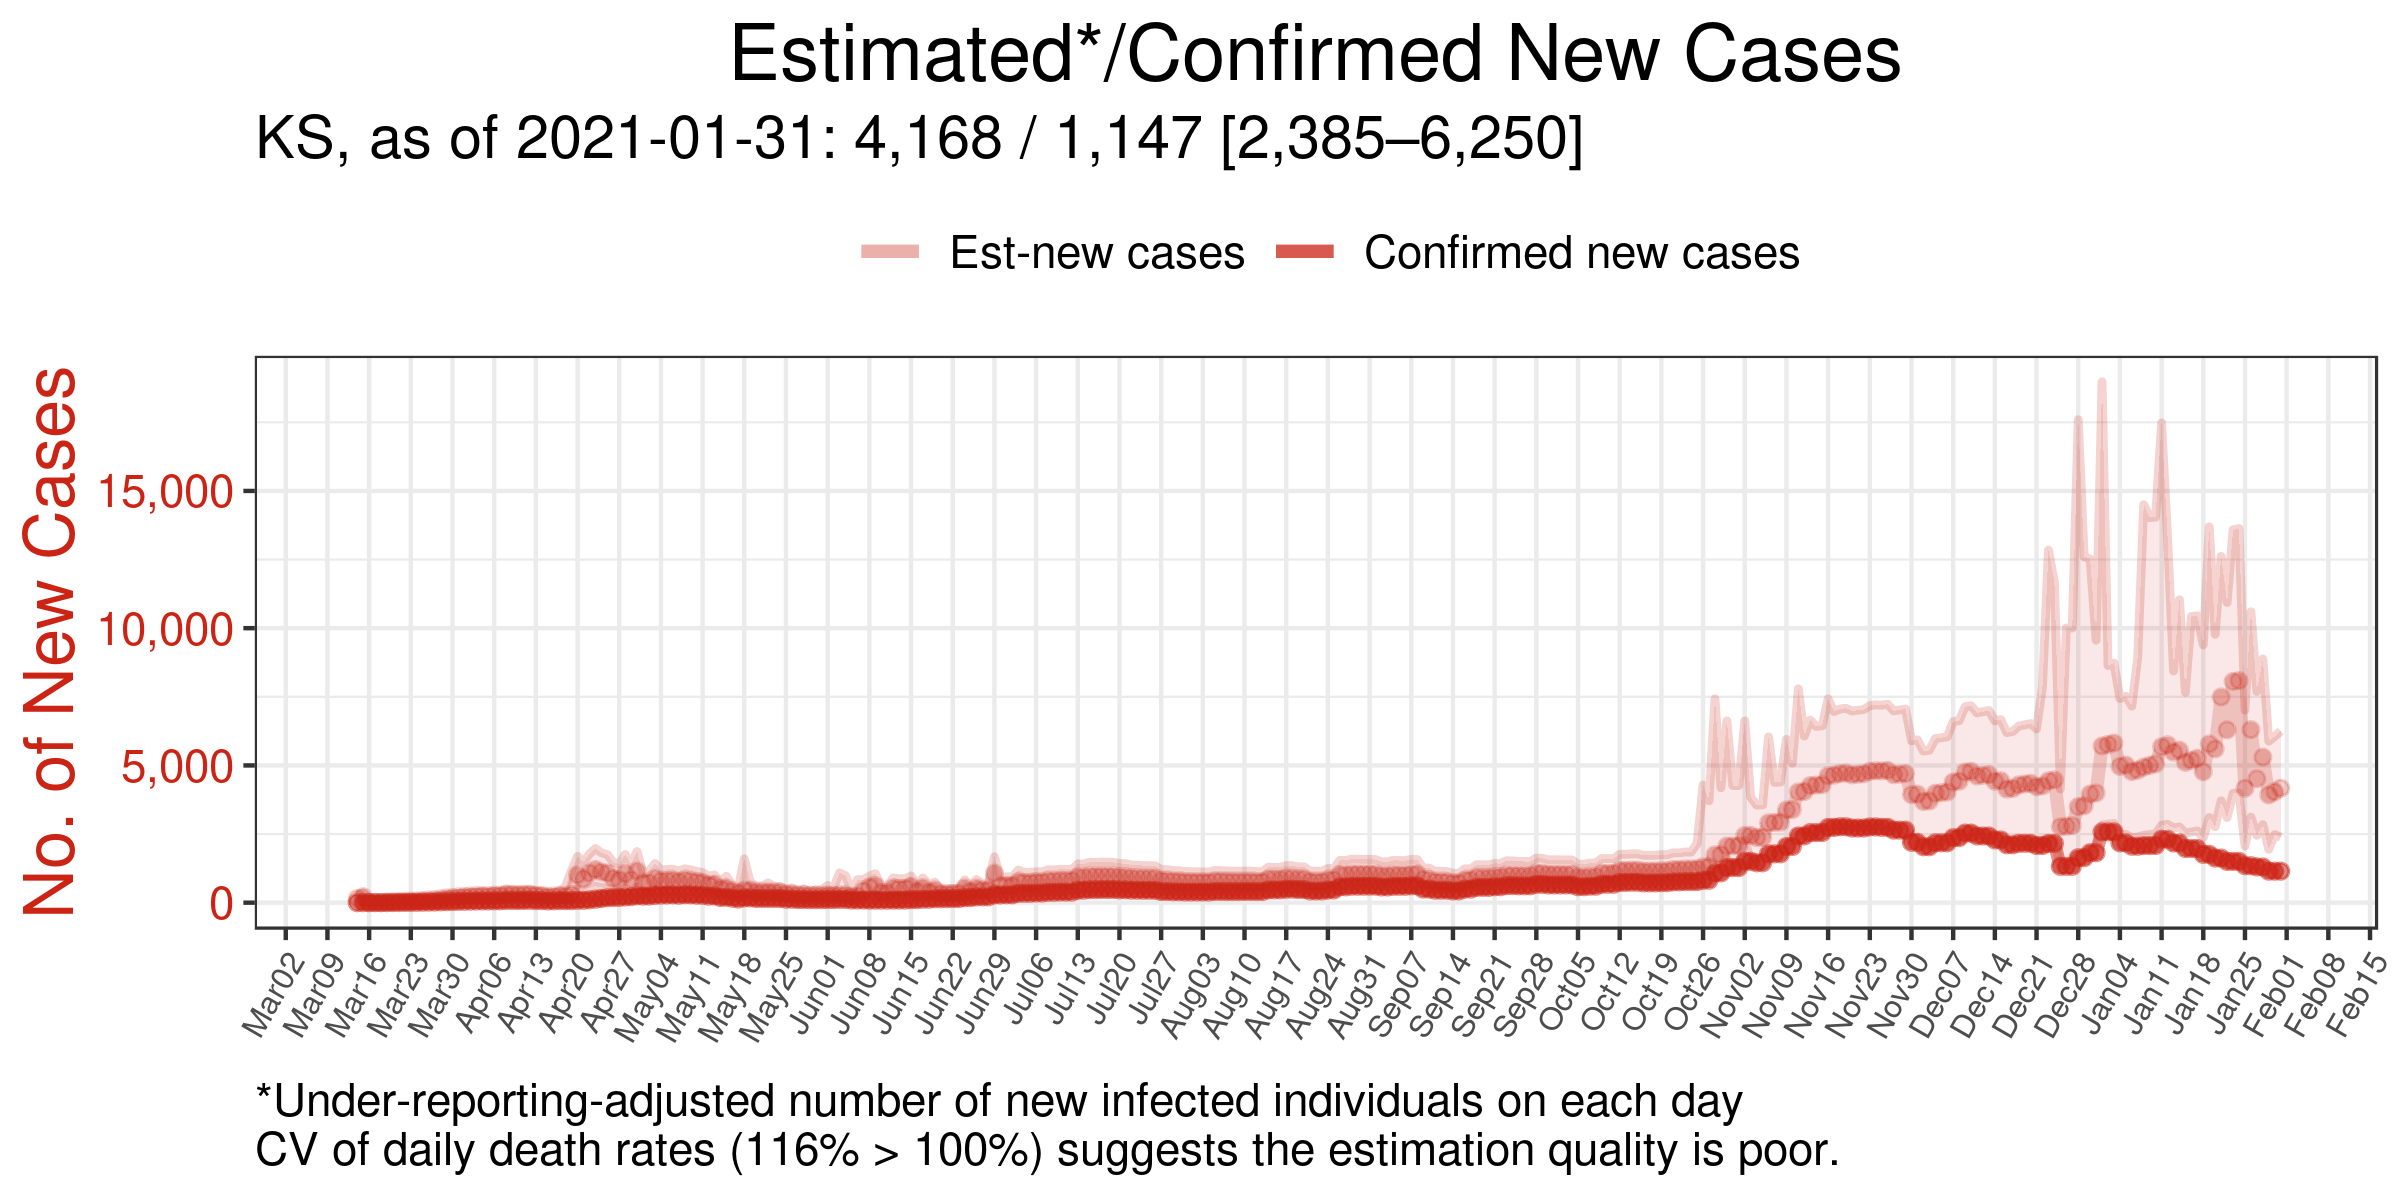 Estimated*/Confirmed New Cases
KS, as of 2021-01-31: 4,168 / 1,147 [2,385–6,250]
Est-new cases
Confirmed new cases
No. of New Cases
15,000
10,000
5,000
0
Mar02
Mar09
Mar16
Mar23
Mar30
Apr06
Apr13
Apr20
Apr27
May04
May11
May18
May25
Jun01
Jun08
Jun15
Jun22
Jun29
Jul06
Jul13
Jul20
Jul27
Aug03
Aug10
Aug17
Aug24
Aug31
Sep07
Sep14
Sep21
Sep28
Oct05
Oct12
Oct19
Oct26
Nov02
Nov09
Nov16
Nov23
Nov30
Dec07
Dec14
Dec21
Dec28
Jan04
Jan11
Jan18
Jan25
Feb01
Feb08
Feb15
*Under-reporting-adjusted number of new infected individuals on each day
CV of daily death rates (116% > 100%) suggests the estimation quality is poor.